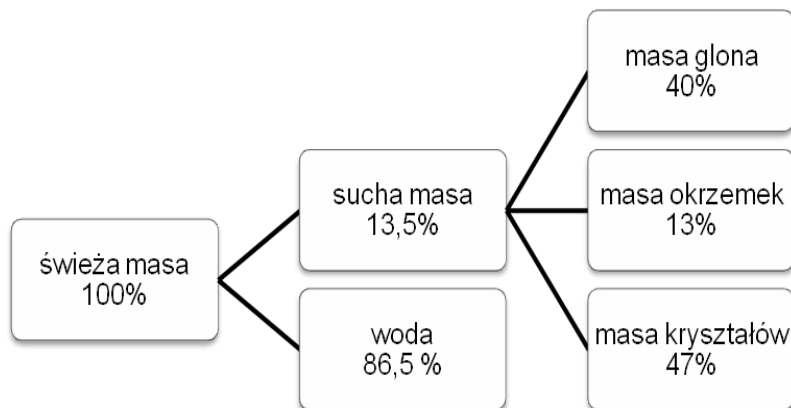 świeża masa
100%
sucha masa
13,5%
woda
86,5 %
masa glona
40%
masa okrzemek
13%
masa kryształów
47%